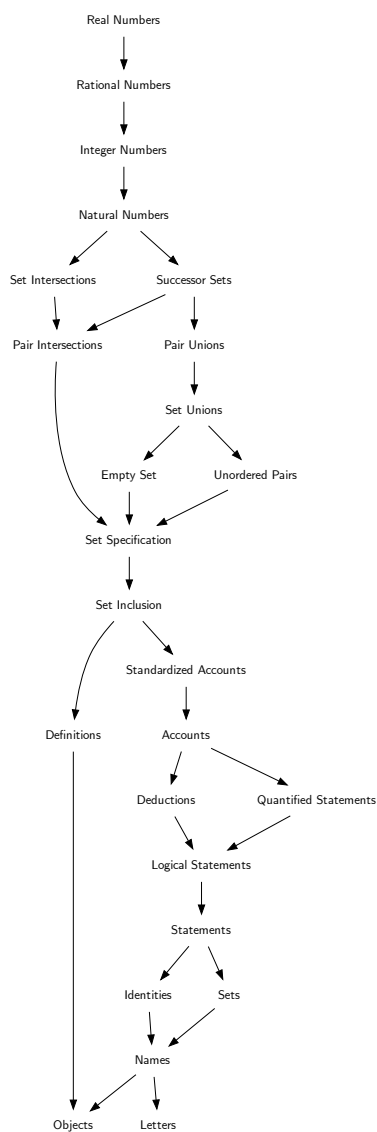 Real Numbers
Rational Numbers
Integer Numbers
Natural Numbers
Set Intersections
Successor Sets
Pair Intersections
Pair Unions
Set Unions
Empty Set
Unordered Pairs
Set Specification
Set Inclusion
Standardized Accounts
Definitions
Accounts
Deductions
Quantified Statements
Logical Statements
Statements
Identities
Sets
Names
Objects
Letters